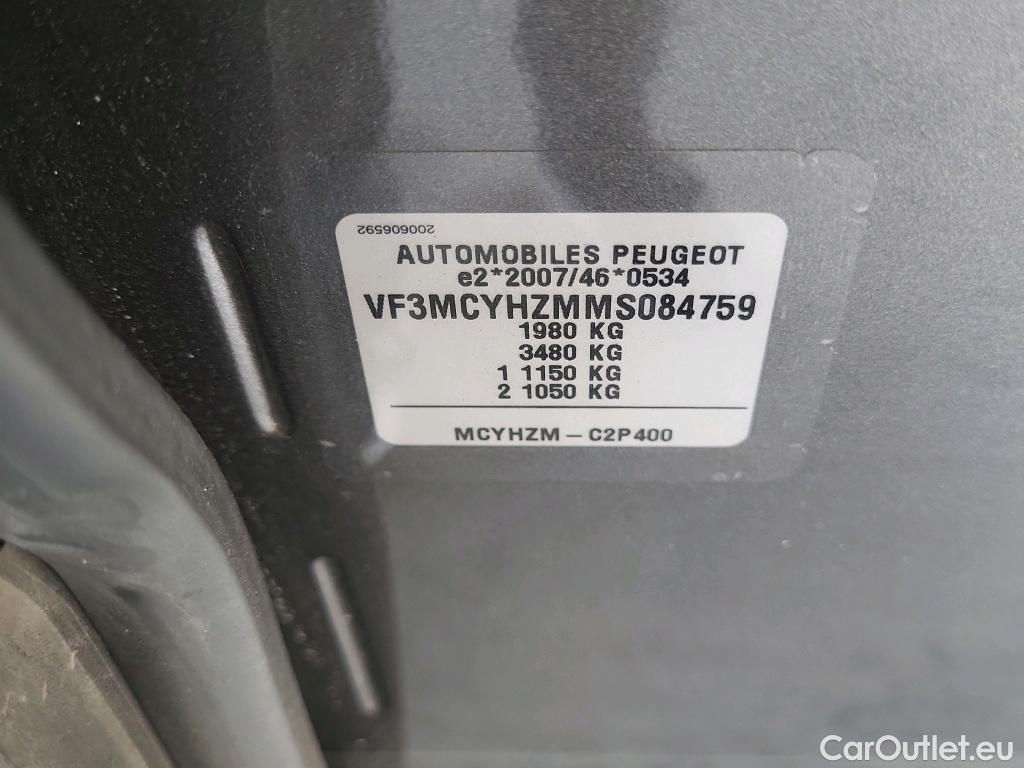 200606592
AUTOMOBILES PEUGEOT
e2*2007/46*0534
VF3MCYHZMMS084759
1980 KG
3480 KG
1 1150 KG
2 1050 KG
MCYHZM – C2P400
CarOutlet.eu